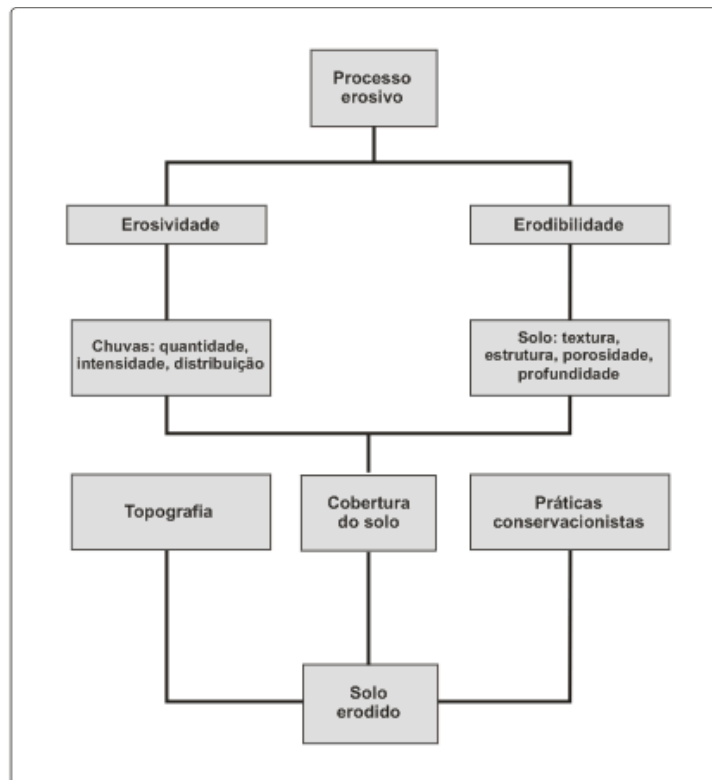 Processo
erosivo
Erosividade
Erodibilidade
Chuvas: quantidade,
intensidade, distribuição
Solo: textura,
estrutura, porosidade,
profundidade
Topografia
Cobertura
do solo
Práticas
conservacionistas
Solo
erodido